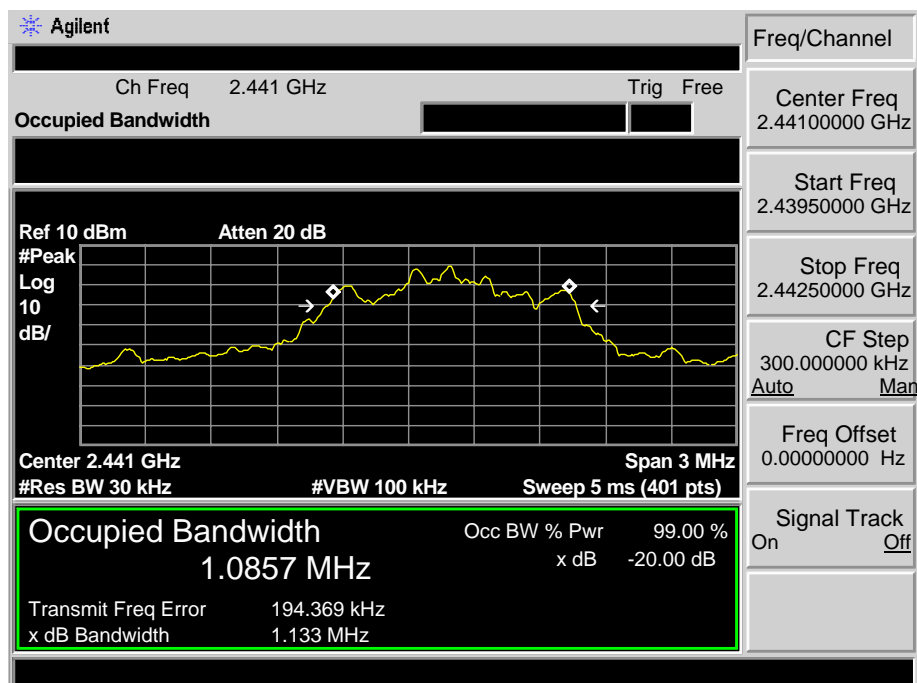 Agilent
Freq/Channel
Ch Freq 2.441 GHz Trig Free
Occupied Bandwidth
Center Freq
2.44100000 GHz
Start Freq
2.43950000 GHz
Stop Freq
2.44250000 GHz
CF Step
300.000000 kHz
Auto Man
Freq Offset
0.00000000 Hz
Signal Track
On Off
Ref 10 dBm Atten 20 dB
#Peak
Log
10
dB/
Center 2.441 GHz Span 3 MHz
#Res BW 30 kHz #VBW 100 kHz Sweep 5 ms (401 pts)
Occupied Bandwidth Occ BW % Pwr 99.00 %
1.0857 MHz x dB -20.00 dB
Transmit Freq Error 194.369 kHz
x dB Bandwidth 1.133 MHz